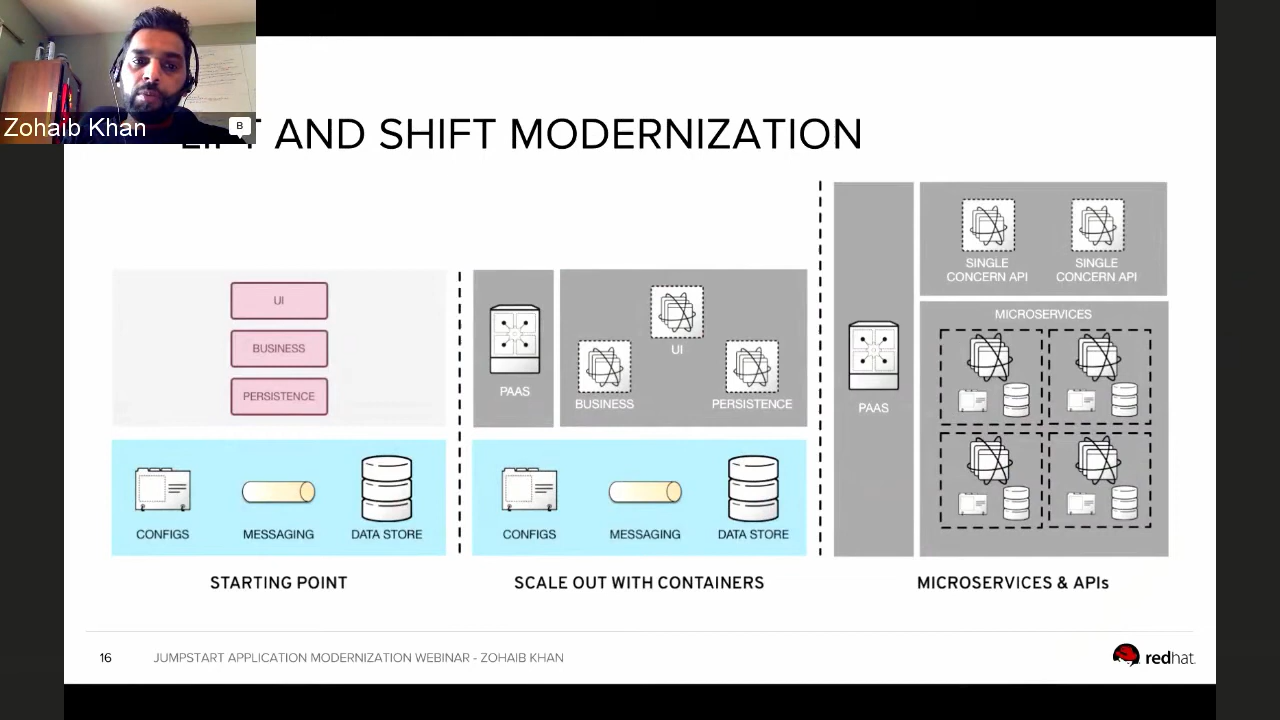 Zohaib Khan
B
LIFT AND SHIFT MODERNIZATION
UI
BUSINESS
PERSISTENCE
CONFIGS
MESSAGING
DATA STORE
STARTING POINT
PAAS
UI
BUSINESS
PERSISTENCE
CONFIGS
MESSAGING
DATA STORE
SCALE OUT WITH CONTAINERS
PAAS
SINGLE
CONCERN API
SINGLE
CONCERN API
MICROSERVICES
MICROSERVICES & APIs
16
JUMPSTART APPLICATION MODERNIZATION WEBINAR - ZOHAIB KHAN
redhat.